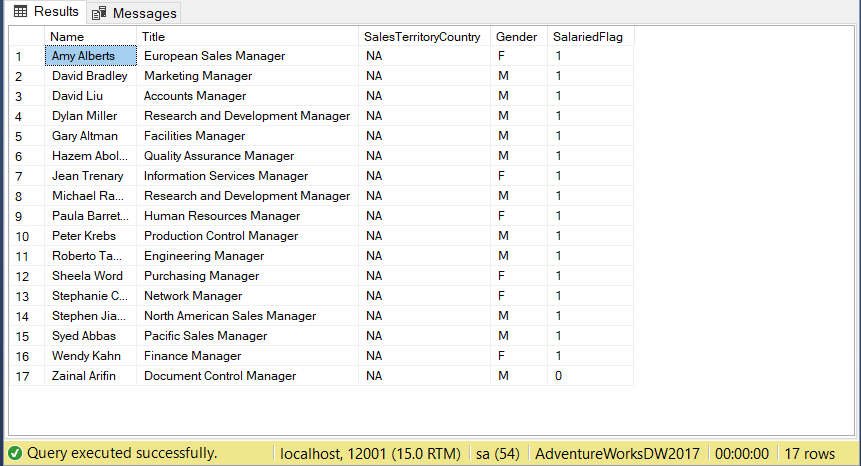 Results Messages
Name Title SalesTerritoryCountry Gender SalariedFlag
1 Amy Alberts European Sales Manager NA F 1
2 David Bradley Marketing Manager NA M 1
3 David Liu Accounts Manager NA M 1
4 Dylan Miller Research and Development Manager NA M 1
5 Gary Altman Facilities Manager NA M 1
6 Hazem Abol... Quality Assurance Manager NA M 1
7 Jean Trenary Information Services Manager NA F 1
8 Michael Ra... Research and Development Manager NA M 1
9 Paula Barret... Human Resources Manager NA F 1
10 Peter Krebs Production Control Manager NA M 1
11 Roberto Ta... Engineering Manager NA M 1
12 Sheela Word Purchasing Manager NA F 1
13 Stephanie C... Network Manager NA F 1
14 Stephen Jia... North American Sales Manager NA M 1
15 Syed Abbas Pacific Sales Manager NA M 1
16 Wendy Kahn Finance Manager NA F 1
17 Zainal Arifin Document Control Manager NA M 0
Query executed successfully. localhost, 12001 (15.0 RTM) sa (54) AdventureWorksDW2017 00:00:00 17 rows